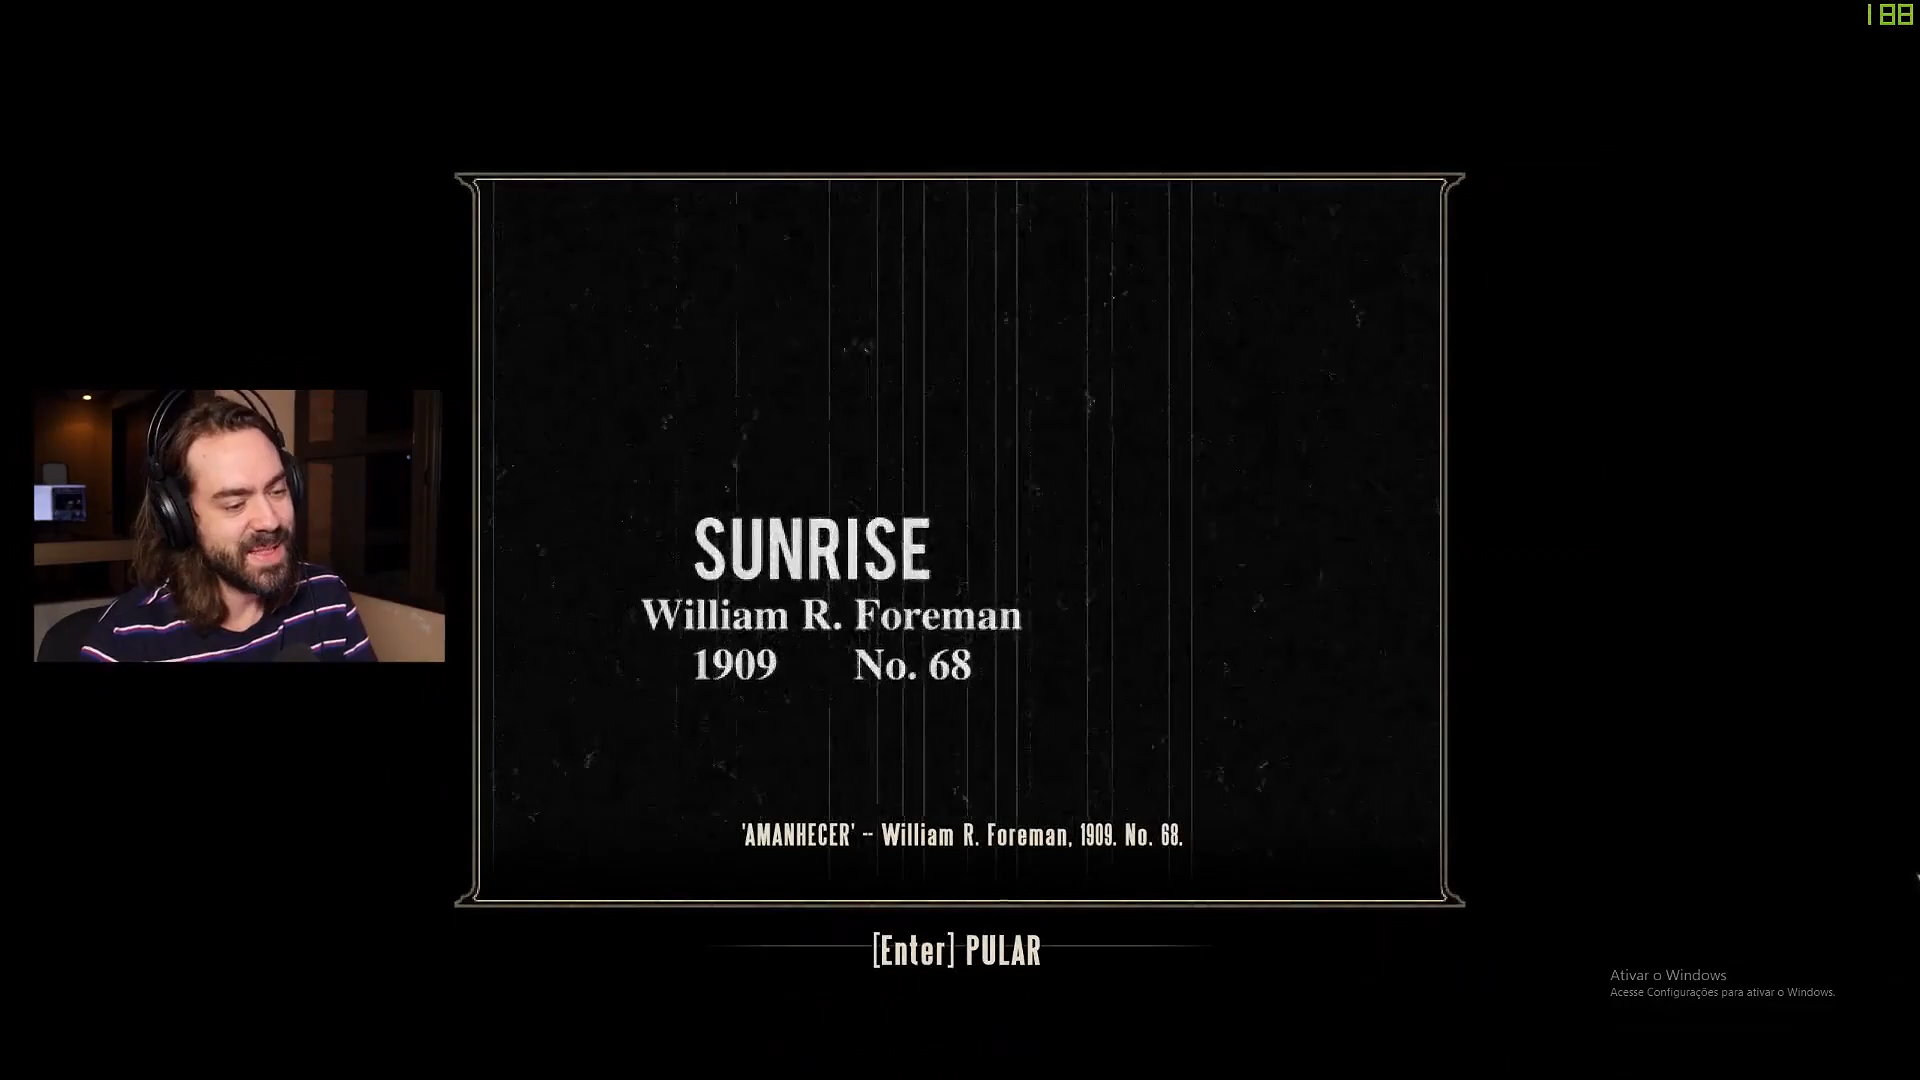 188
SUNRISE
William R. Foreman
1909 No. 68
'AMANHECER' -- William R. Foreman, 1909. No. 68.
[Enter] PULAR
Ativar o Windows
Acesse Configurações para ativar o Windows.